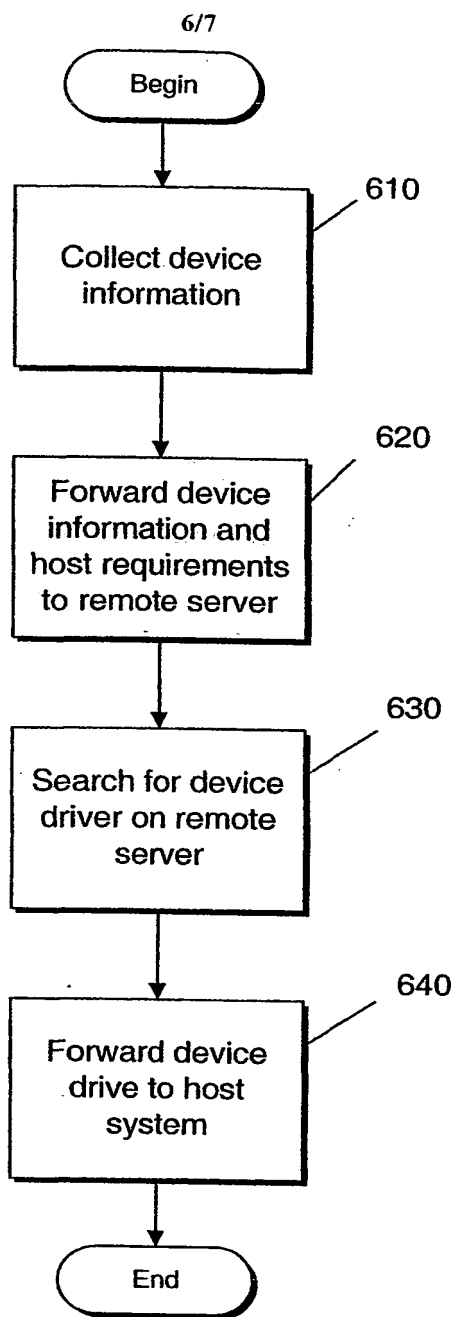 6/7
Begin
610
Collect device
information
620
Forward device
information and
host requirements
to remote server
630
Search for device
driver on remote
server
640
Forward device
drive to host
system
End